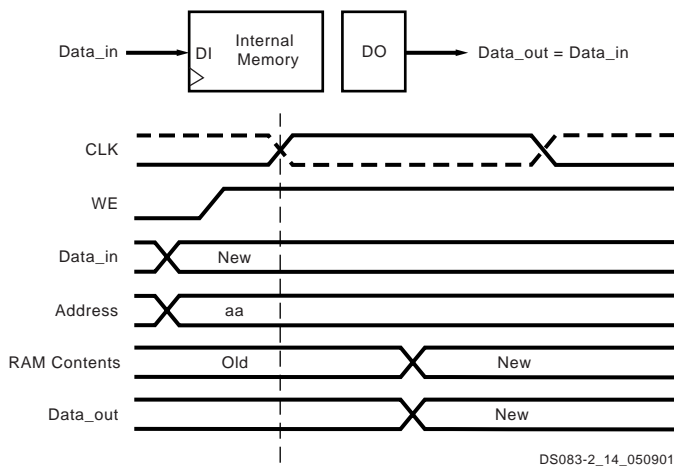 Data_in DI Internal Memory DO Data_out = Data_in
CLK
WE
Data_in New
Address aa
RAM Contents Old New
Data_out New
DS083-2_14_050901